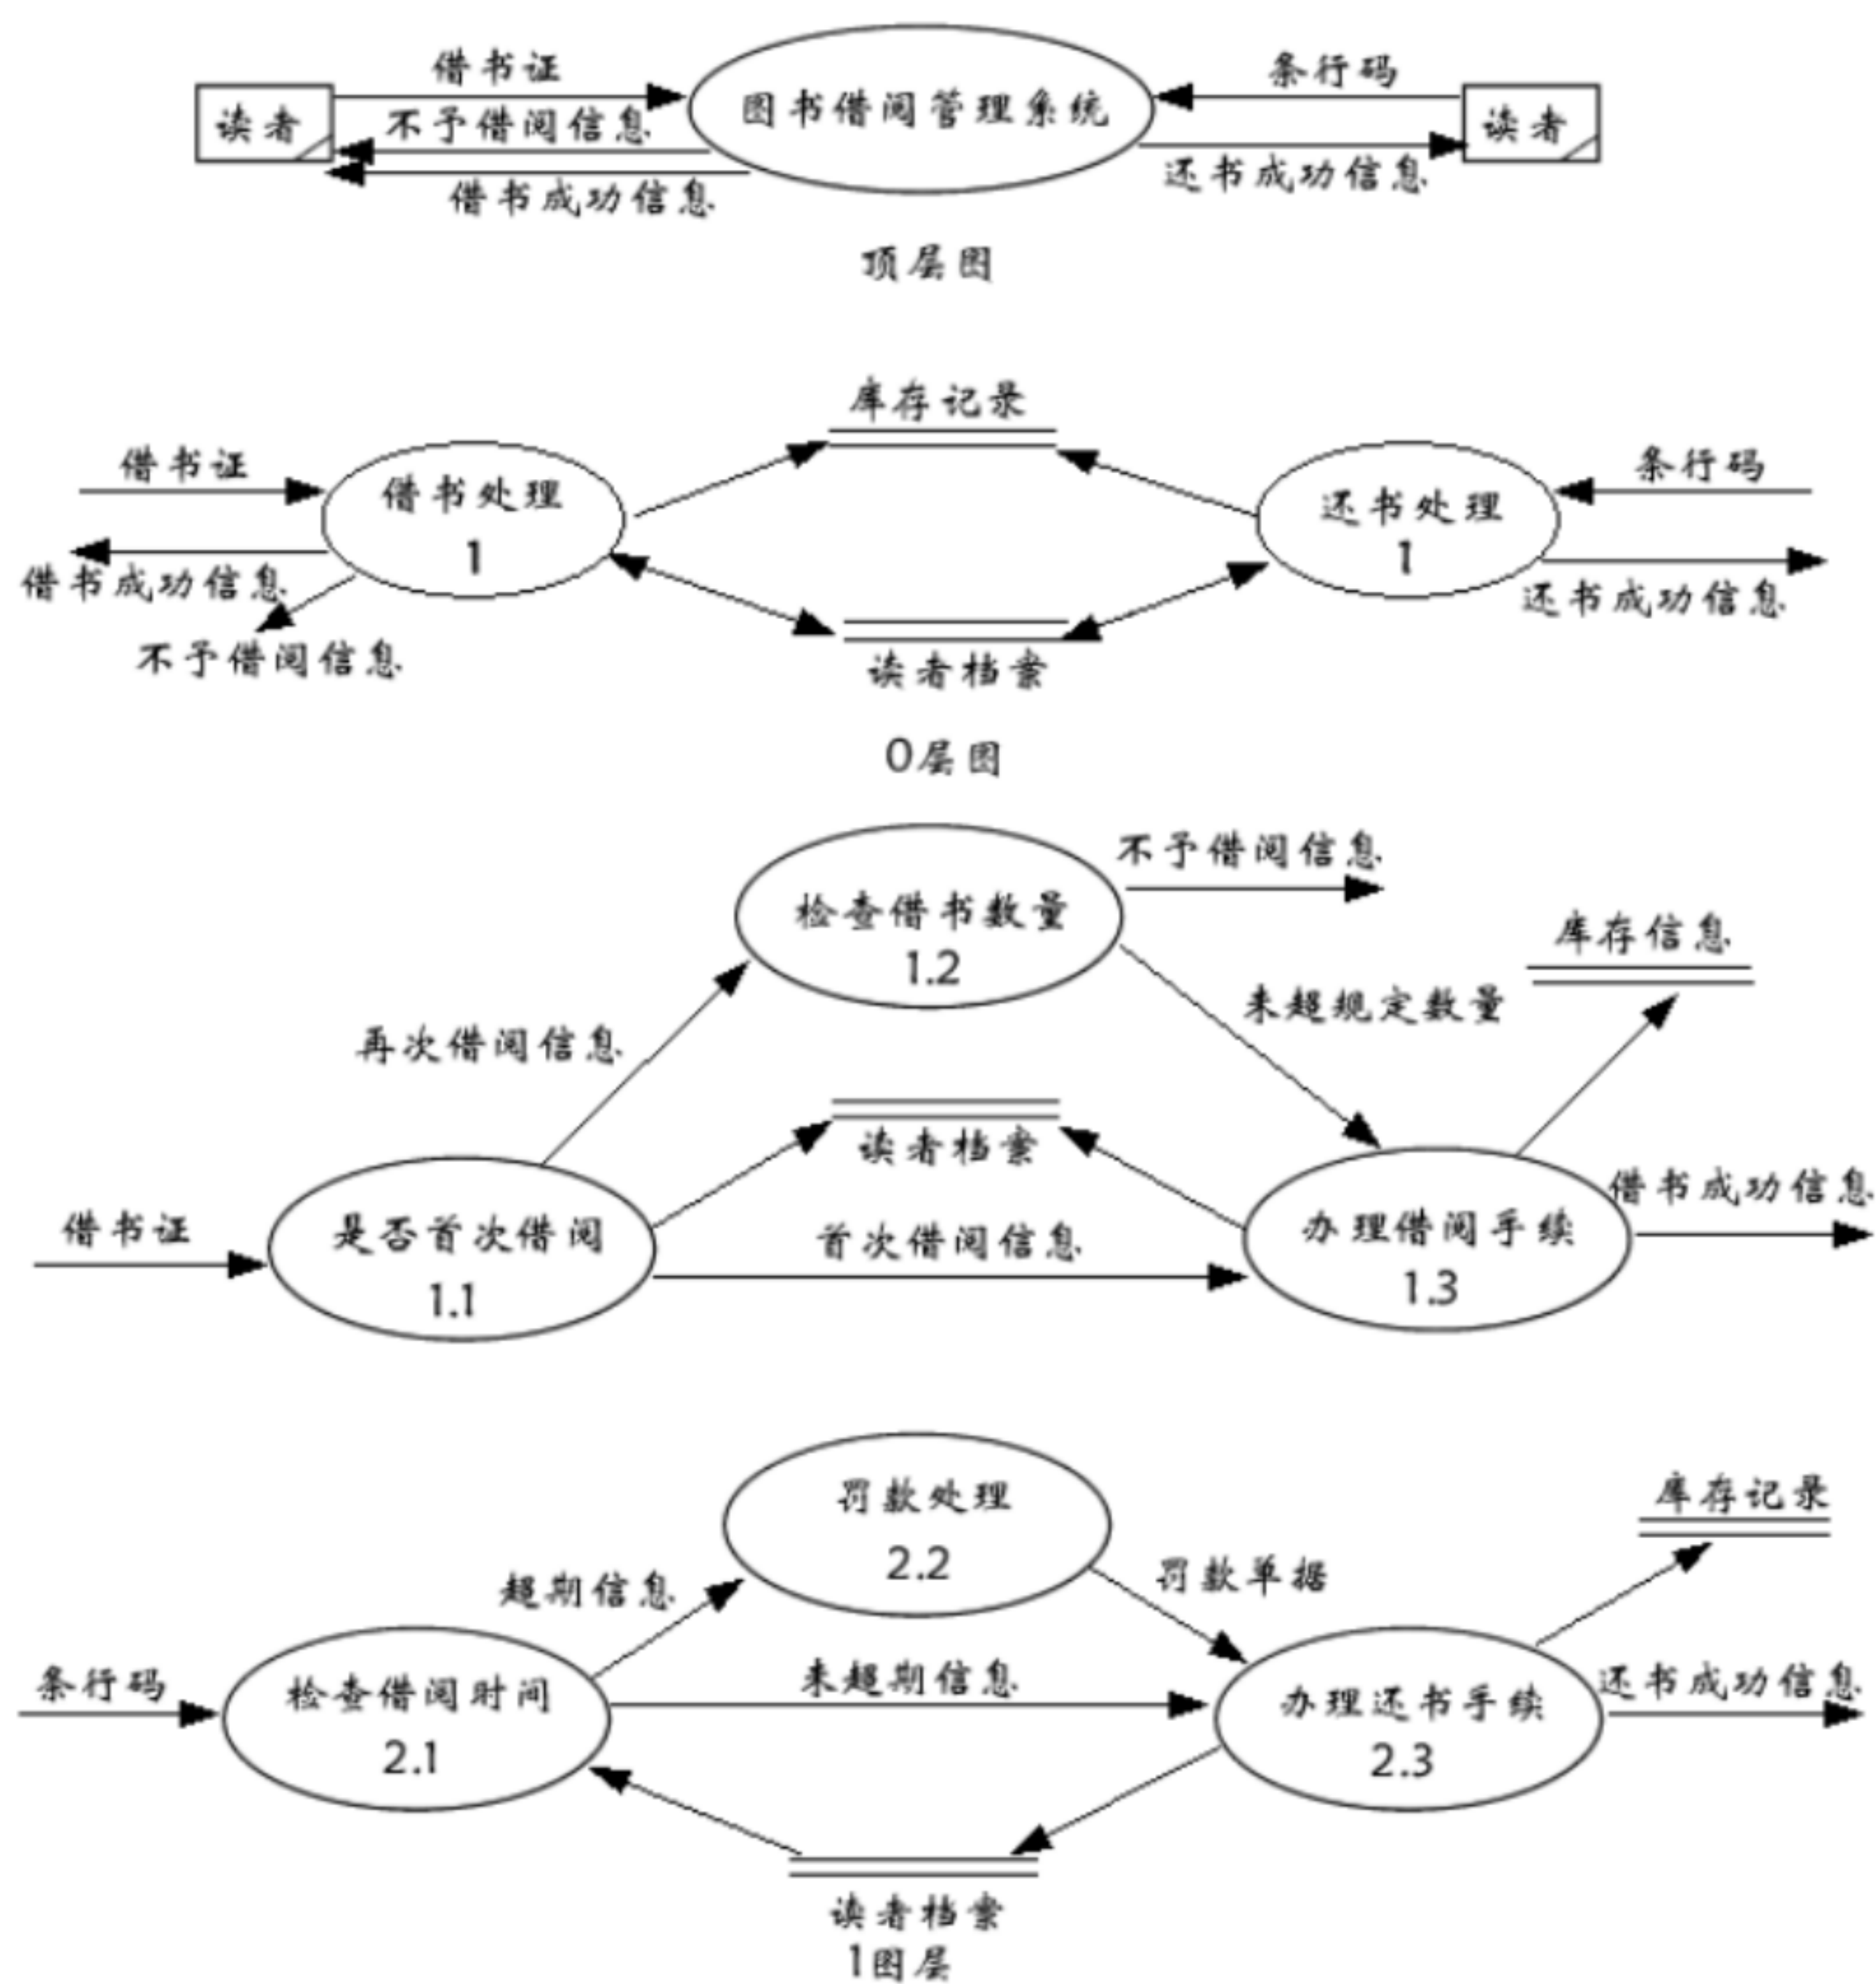 借书证
条行码
读者
不予借阅信息
图书借阅管理系统
读者
借书成功信息
还书成功信息
顶层图
库存记录
借书证
借书处理
1
还书处理
1
条行码
借书成功信息
不予借阅信息
还书成功信息
读者档案
0层图
检查借书数量
1.2
不予借阅信息
库存信息
未超规定数量
再次借阅信息
读者档案
借书证
是否首次借阅
1.1
首次借阅信息
办理借阅手续
1.3
借书成功信息
罚款处理
2.2
库存记录
超期信息
罚款单据
条行码
检查借阅时间
2.1
未超期信息
办理还书手续
2.3
还书成功信息
读者档案
1图层